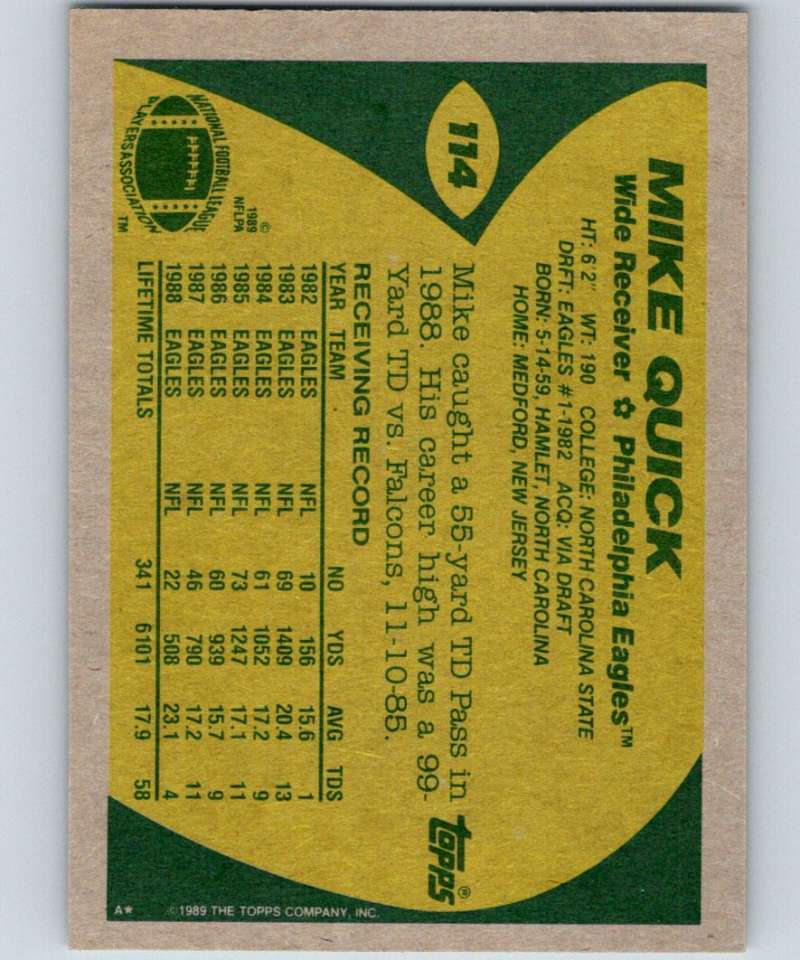 114
MIKE QUICK
Wide Receiver ✿ Philadelphia Eagles™
HT: 6'2" WT: 190 COLLEGE: NORTH CAROLINA STATE
DRFT: EAGLES #1-1982 ACQ: VIA DRAFT
BORN: 5-14-59, HAMLET, NORTH CAROLINA
HOME: MEDFORD, NEW JERSEY
Mike caught a 55-yard TD Pass in
1988. His career high was a 99-
Yard TD vs. Falcons, 11-10-85.
topps®
RECEIVING RECORD
YEAR TEAM NO YDS AVG TDS
1982 EAGLES NFL 10 156 15.6 1
1983 EAGLES NFL 69 1409 20.4 13
1984 EAGLES NFL 61 1052 17.2 9
1985 EAGLES NFL 73 1247 17.1 11
1986 EAGLES NFL 60 939 15.7 9
1987 EAGLES NFL 46 790 17.2 11
1988 EAGLES NFL 22 508 23.1 4
LIFETIME TOTALS 341 6101 17.9 58
NATIONAL FOOTBALL LEAGUE
PLAYERS ASSOCIATION
™
©
1989
NFLPA
A★ ©1989 THE TOPPS COMPANY, INC.